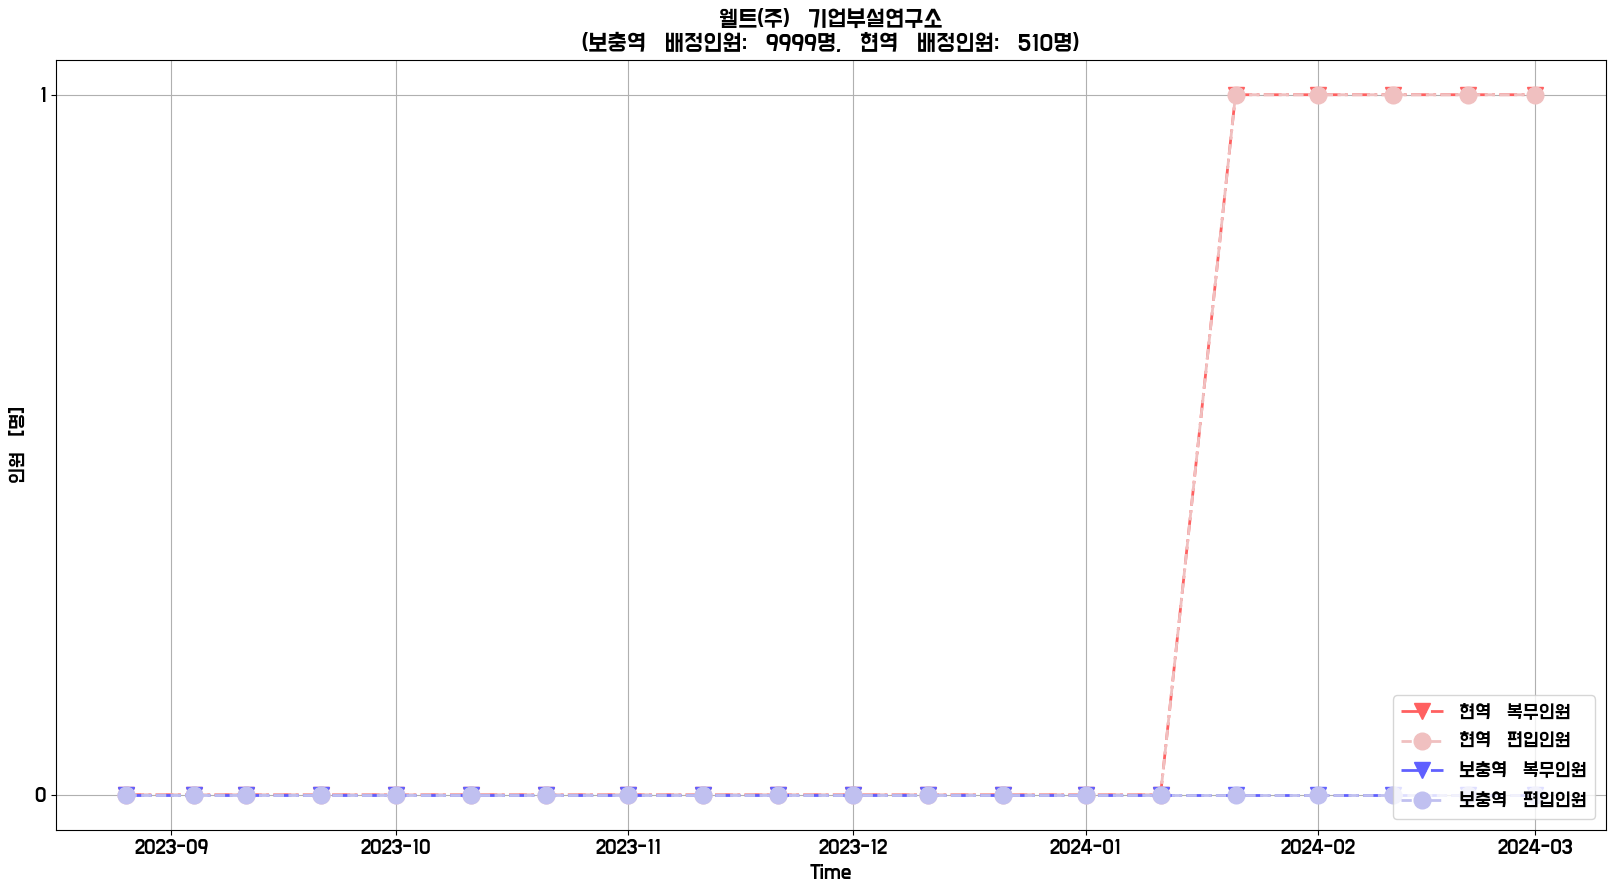 웰트(주) 기업부설연구소
(보충역 배정인원: 9999명, 현역 배정인원: 510명)
1
0
인원 [명]
2023-09 2023-10 2023-11 2023-12 2024-01 2024-02 2024-03
Time
현역 복무인원
현역 편입인원
보충역 복무인원
보충역 편입인원